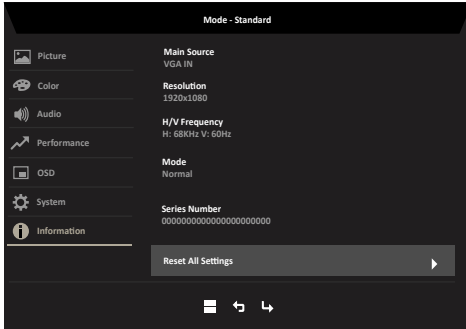 Mode - Standard
Picture
Color
Audio
Performance
OSD
System
Information
Main Source
VGA IN
Resolution
1920x1080
H/V Frequency
H: 68KHz V: 60Hz
Mode
Normal
Series Number
0000000000000000000000
Reset All Settings